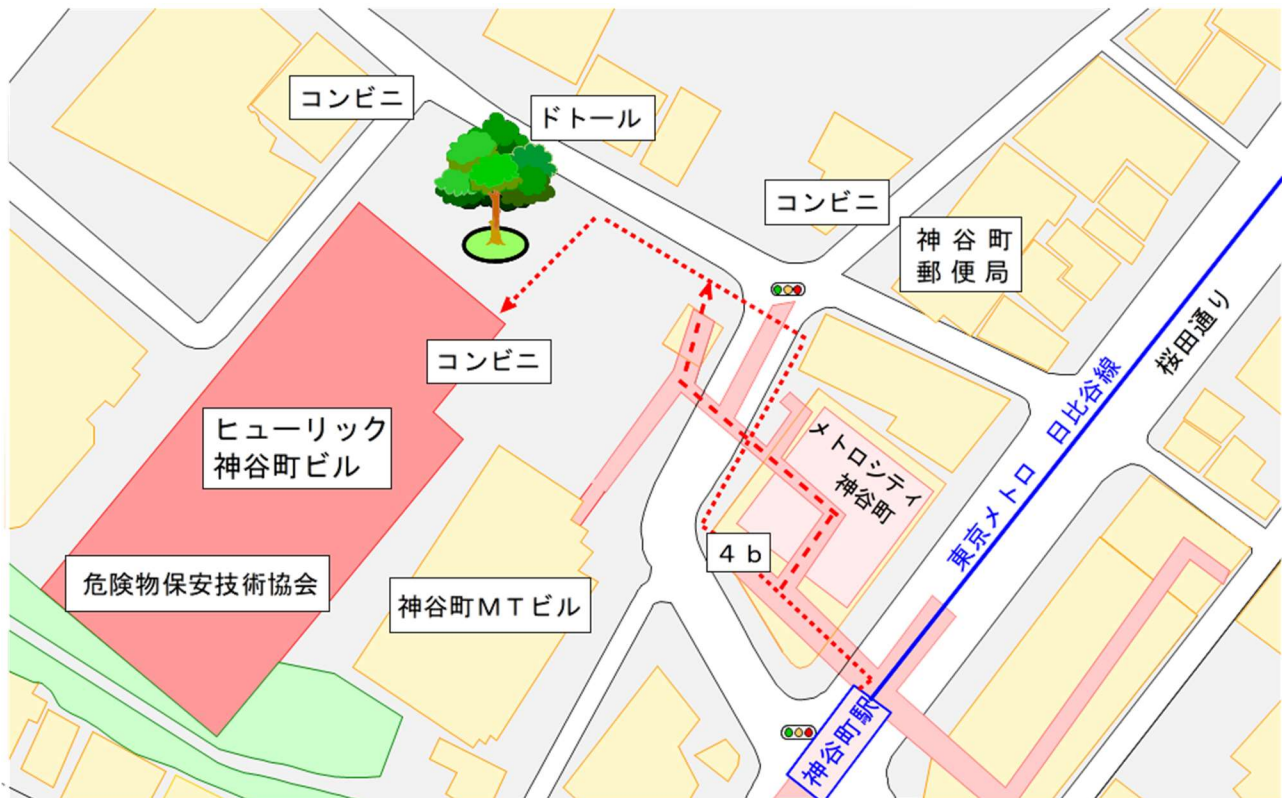 コンビニ
ドトール
コンビニ
神谷町
郵便局
桜田通り
コンビニ
東京メトロ 日比谷線
ヒューリック
神谷町ビル
メトロシティ
神谷町
４ｂ
危険物保安技術協会
神谷町ＭＴビル
神谷町駅